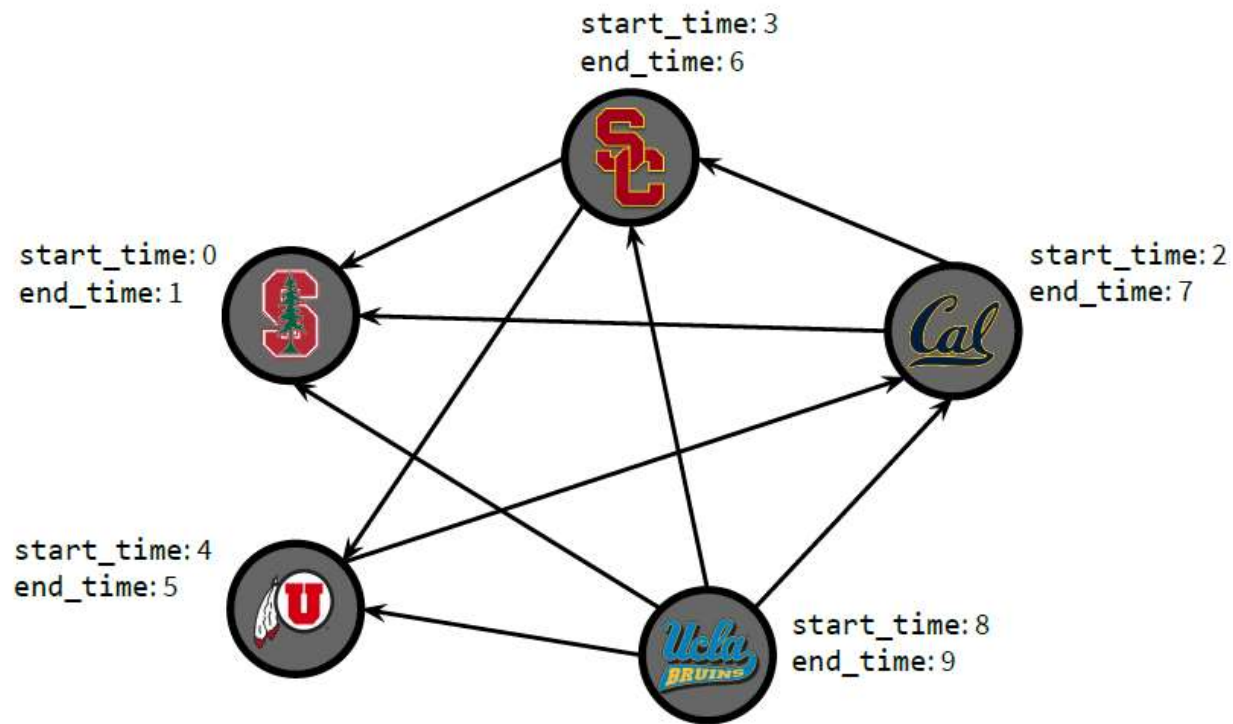 start_time: 3
end_time: 6
SC
start_time: 0
end_time: 1
S
start_time: 2
end_time: 7
Cal
start_time: 4
end_time: 5
U
Ucla
BRUINS
start_time: 8
end_time: 9